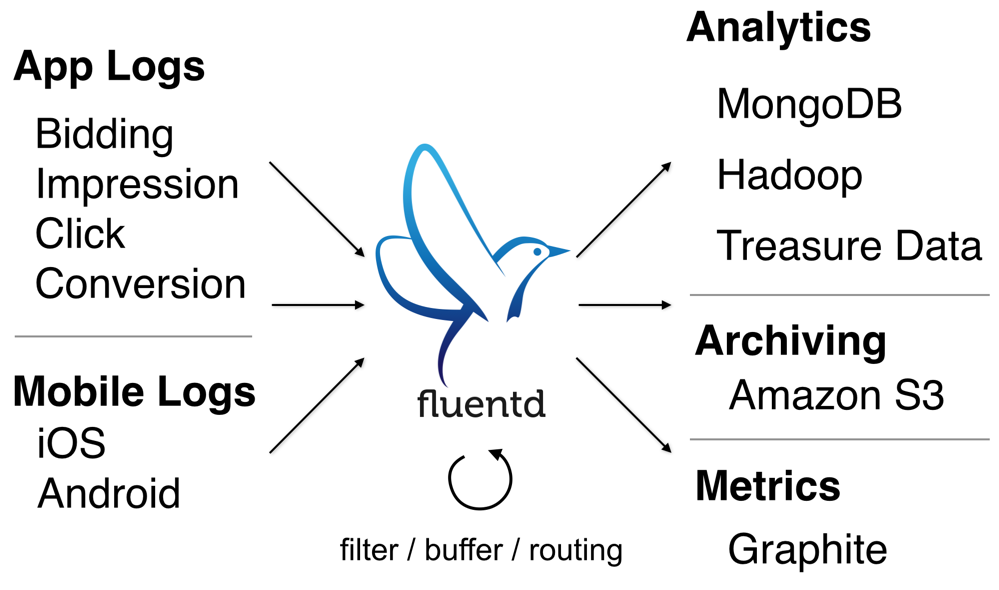 App Logs
Bidding
Impression
Click
Conversion
Mobile Logs
iOS
Android
fluentd
filter / buffer / routing
Analytics
MongoDB
Hadoop
Treasure Data
Archiving
Amazon S3
Metrics
Graphite